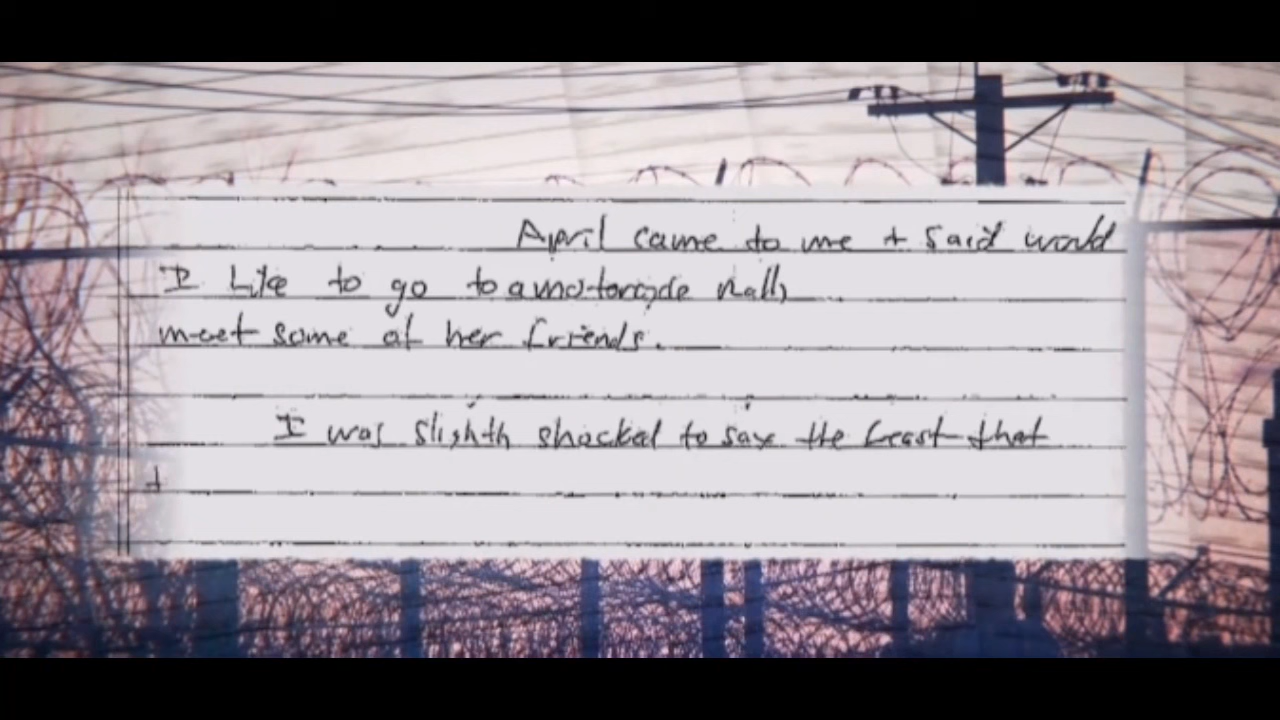 April came to me + said would
I Like to go to a motorcycle Rally
meet some of her friends.
I was slightly shocked to say the Least that
+